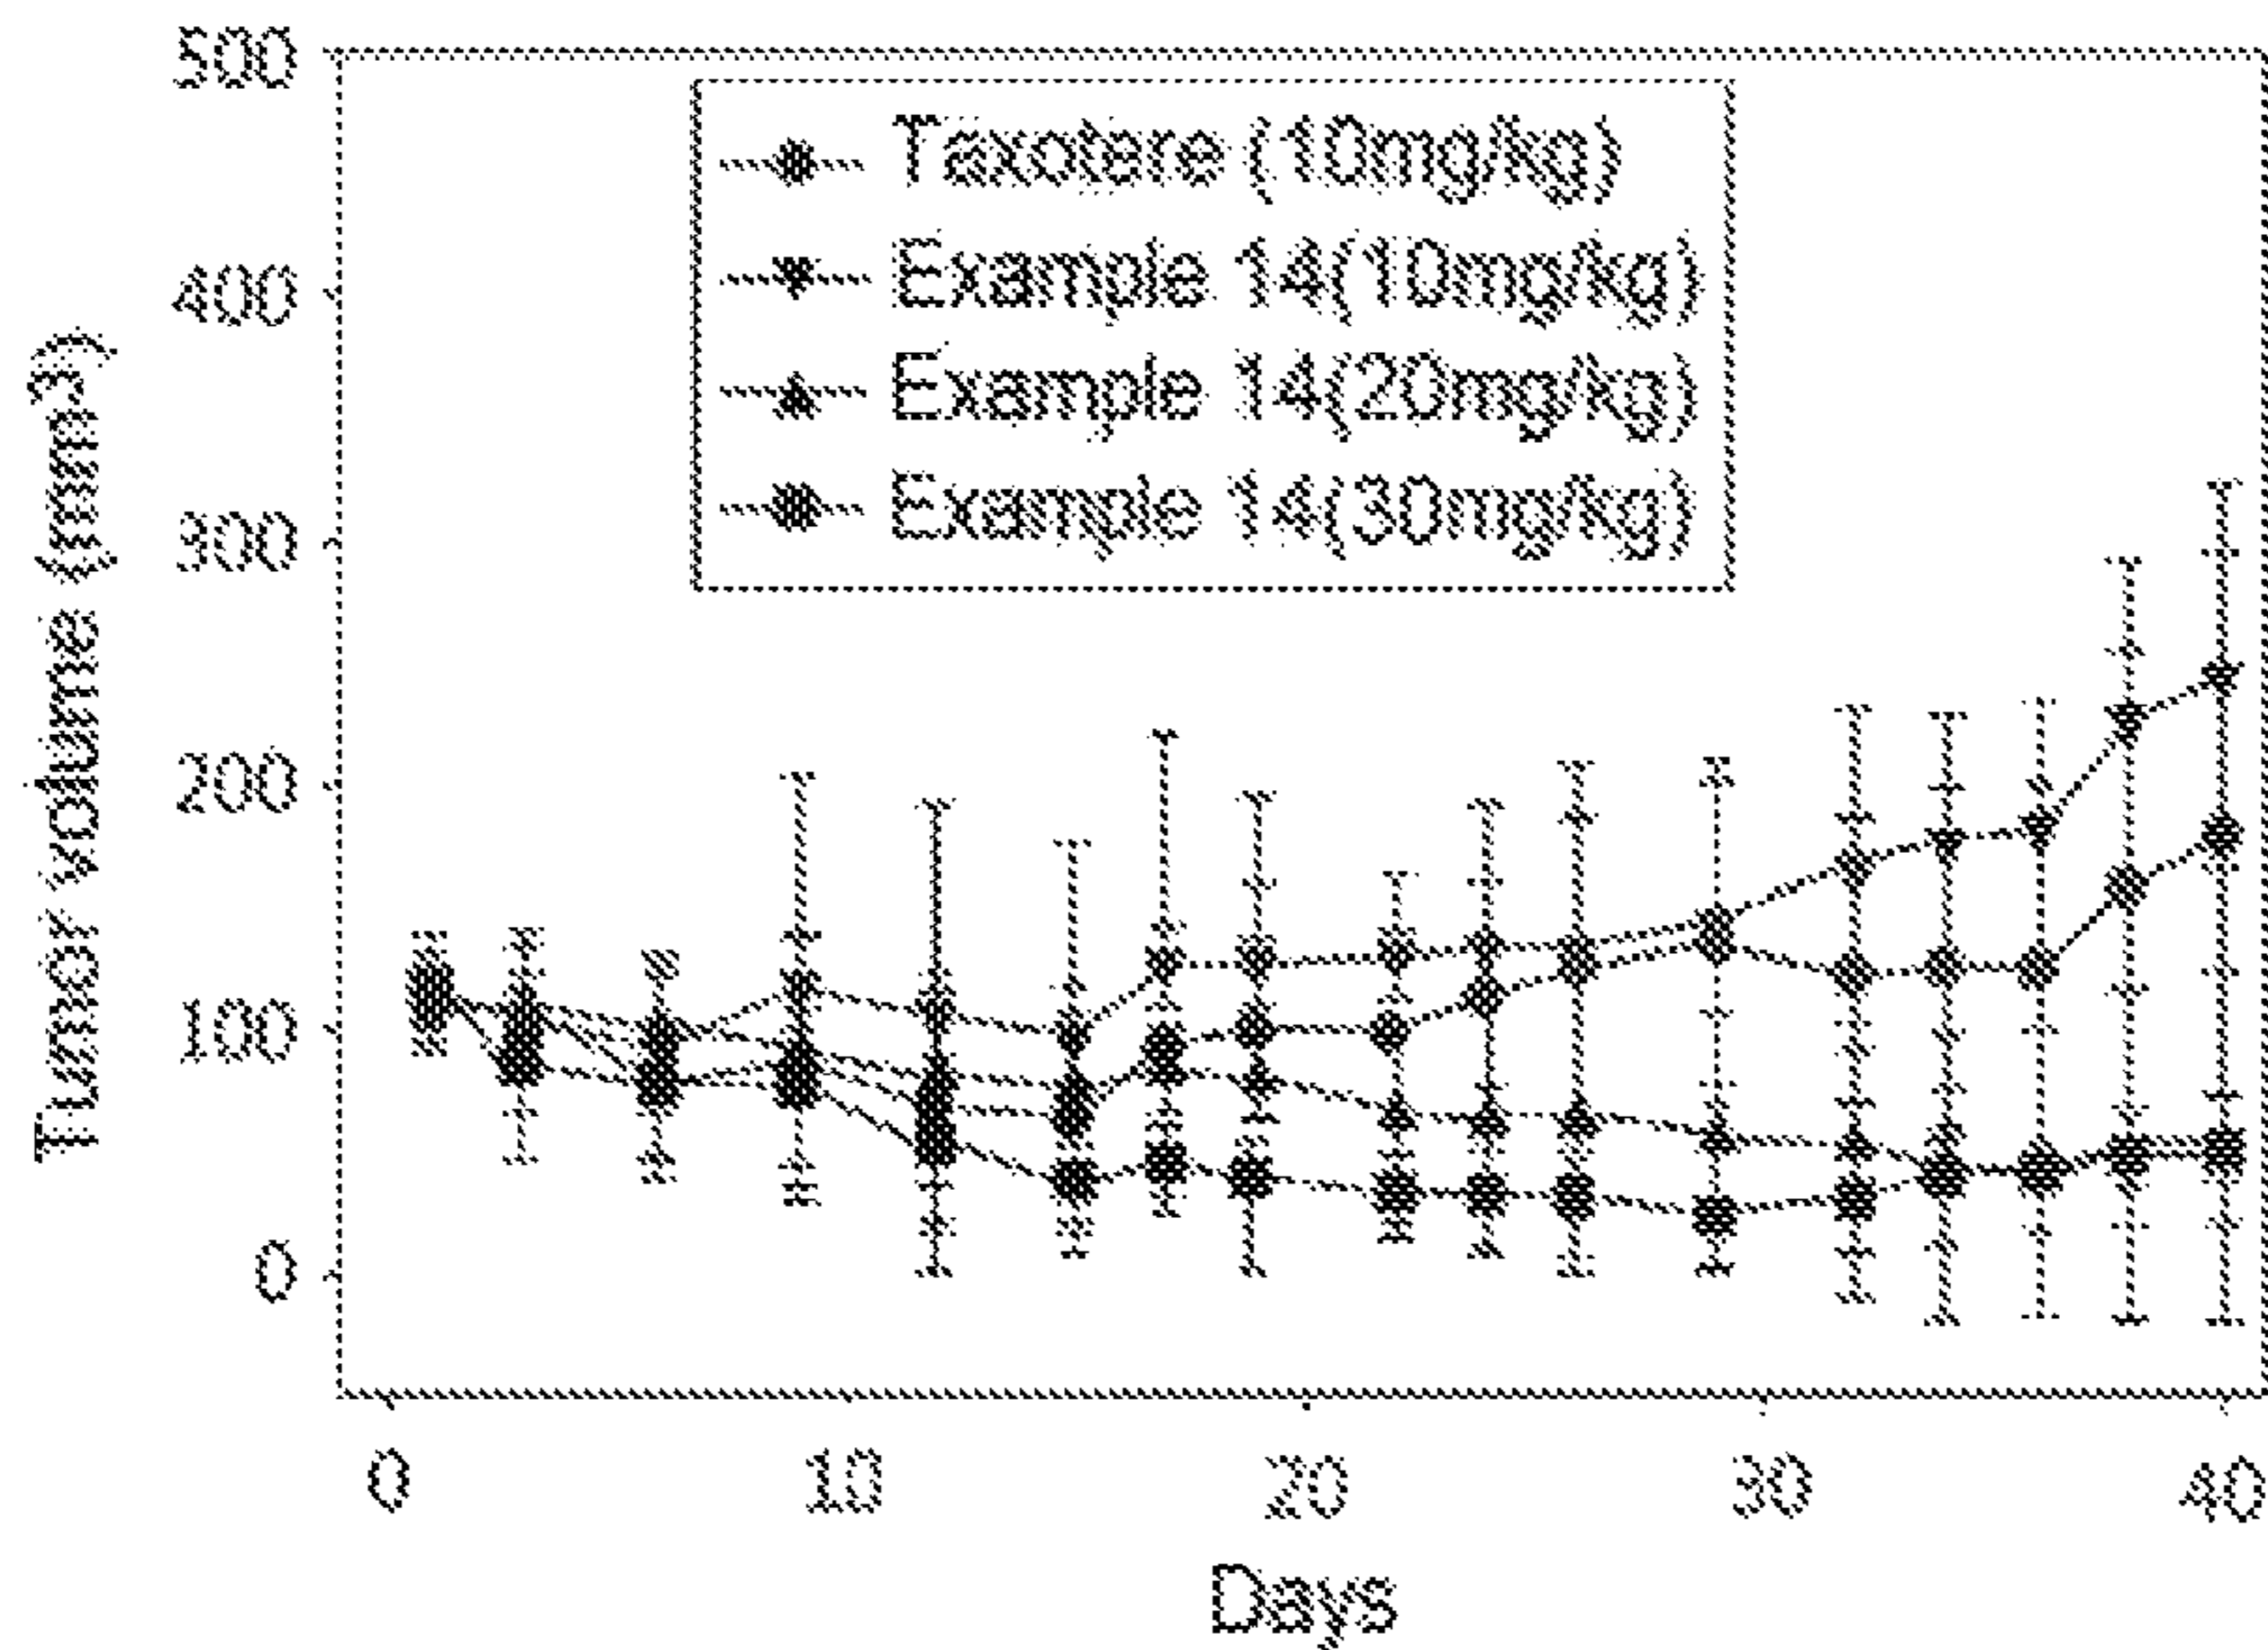 500
400
300
200
100
0
Tumor volume (mm3)
Taxotere (10mg/kg)
Example 14(10mg/kg)
Example 14(20mg/kg)
Example 14(30mg/kg)
0 10 20 30 40
Days